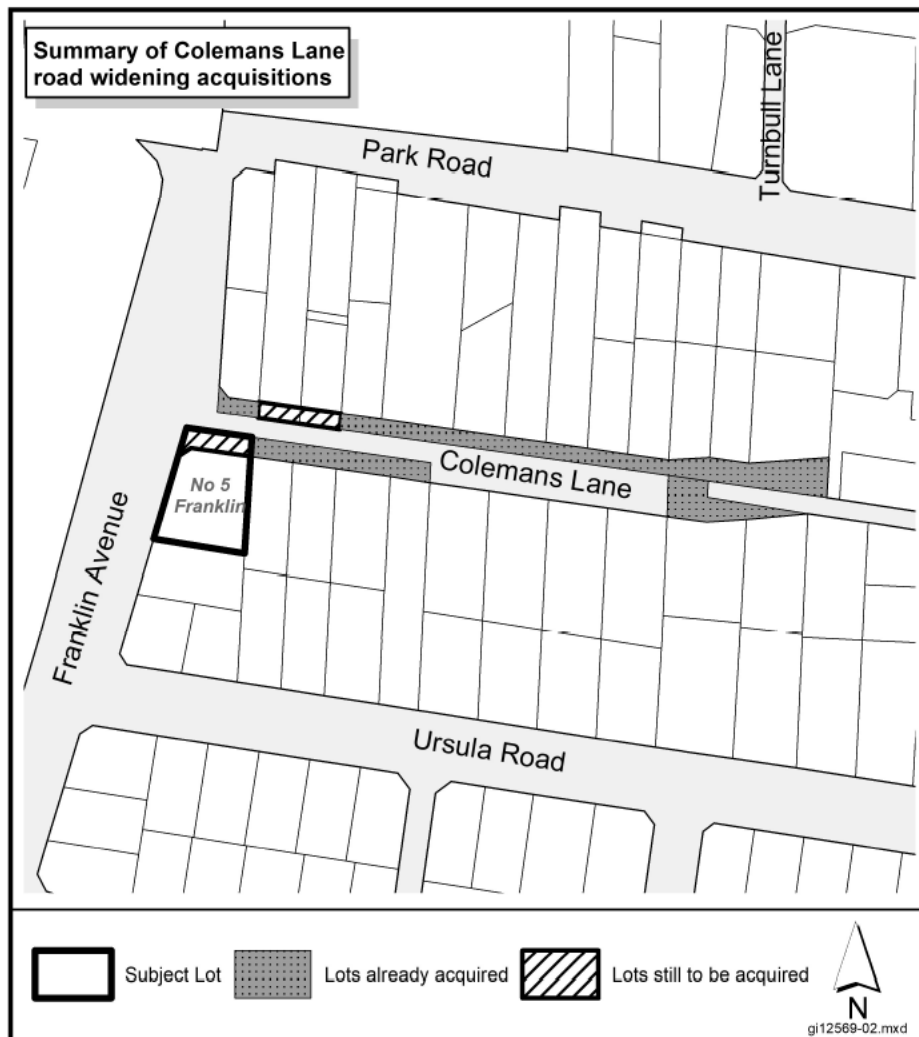 Summary of Colemans Lane
road widening acquisitions
Turnbull Lane
Park Road
Colemans Lane
No 5
Franklin
Franklin Avenue
Ursula Road
Subject Lot
Lots already acquired
Lots still to be acquired
N
gi12569-02.mxd